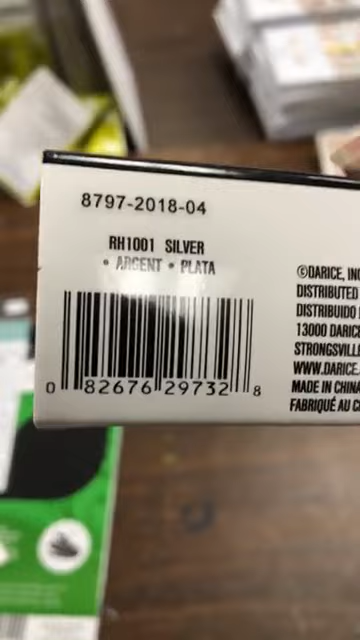 8797-2018-04
RH1001 SILVER
• ARGENT • PLATA
0 82676 29732 8
©DARICE, INC
DISTRIBUTED
DISTRIBUIDO
13000 DARICE
STRONGSVILLE
WWW.DARICE.
MADE IN CHINA
FABRIQUÉ AU C